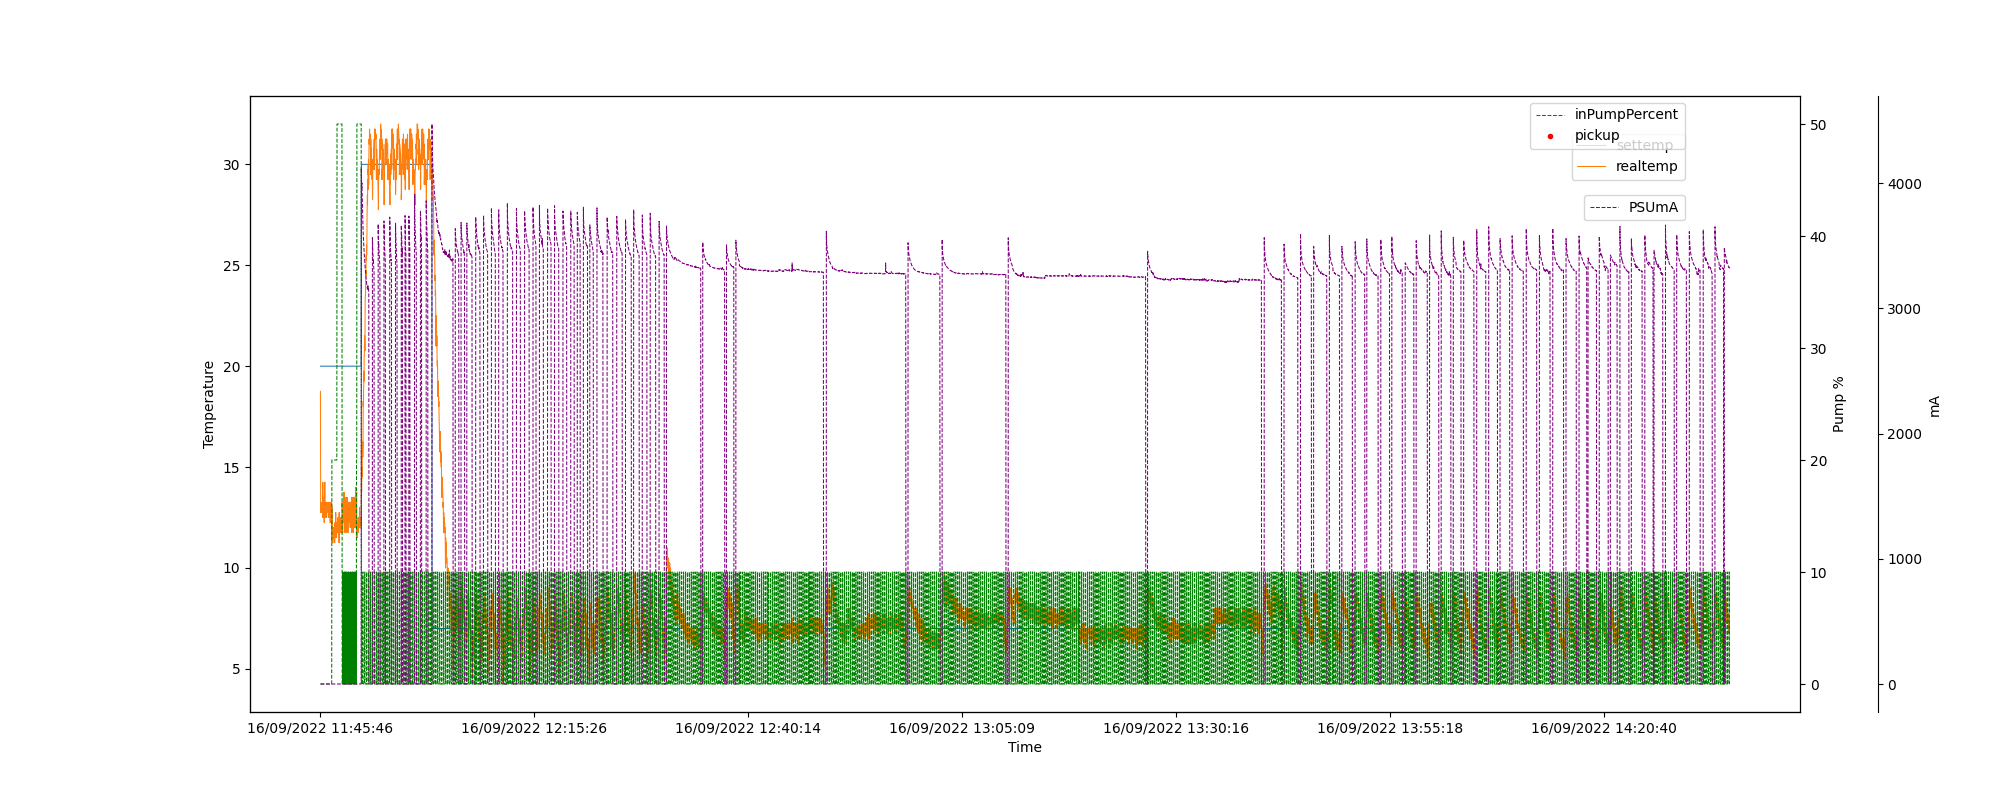 inPumpPercent
pickup
settemp
realtemp
PSUmA
30
25
20
15
10
5
Temperature
50
40
30
20
10
0
Pump %
4000
3000
2000
1000
0
mA
16/09/2022 11:45:46
16/09/2022 12:15:26
16/09/2022 12:40:14
16/09/2022 13:05:09
16/09/2022 13:30:16
16/09/2022 13:55:18
16/09/2022 14:20:40
Time